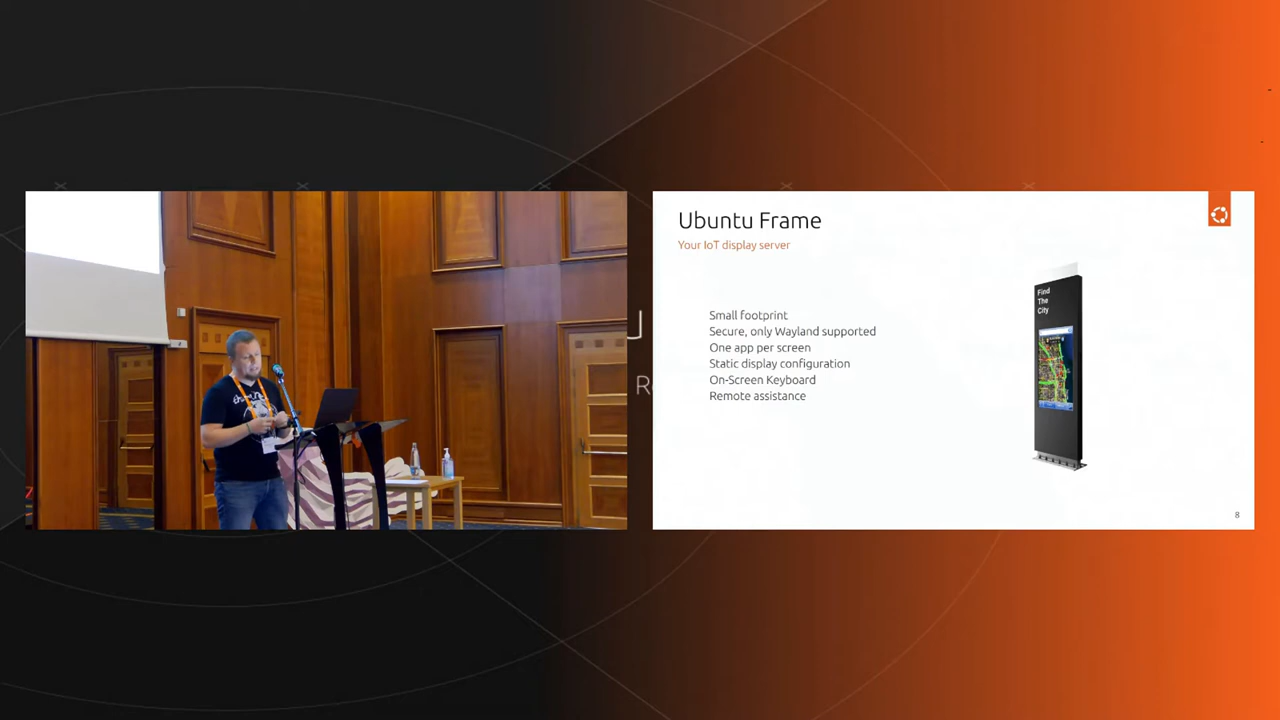 Ubuntu Frame
Your IoT display server
Small footprint
Secure, only Wayland supported
One app per screen
Static display configuration
On-Screen Keyboard
Remote assistance
Find
The
City
8